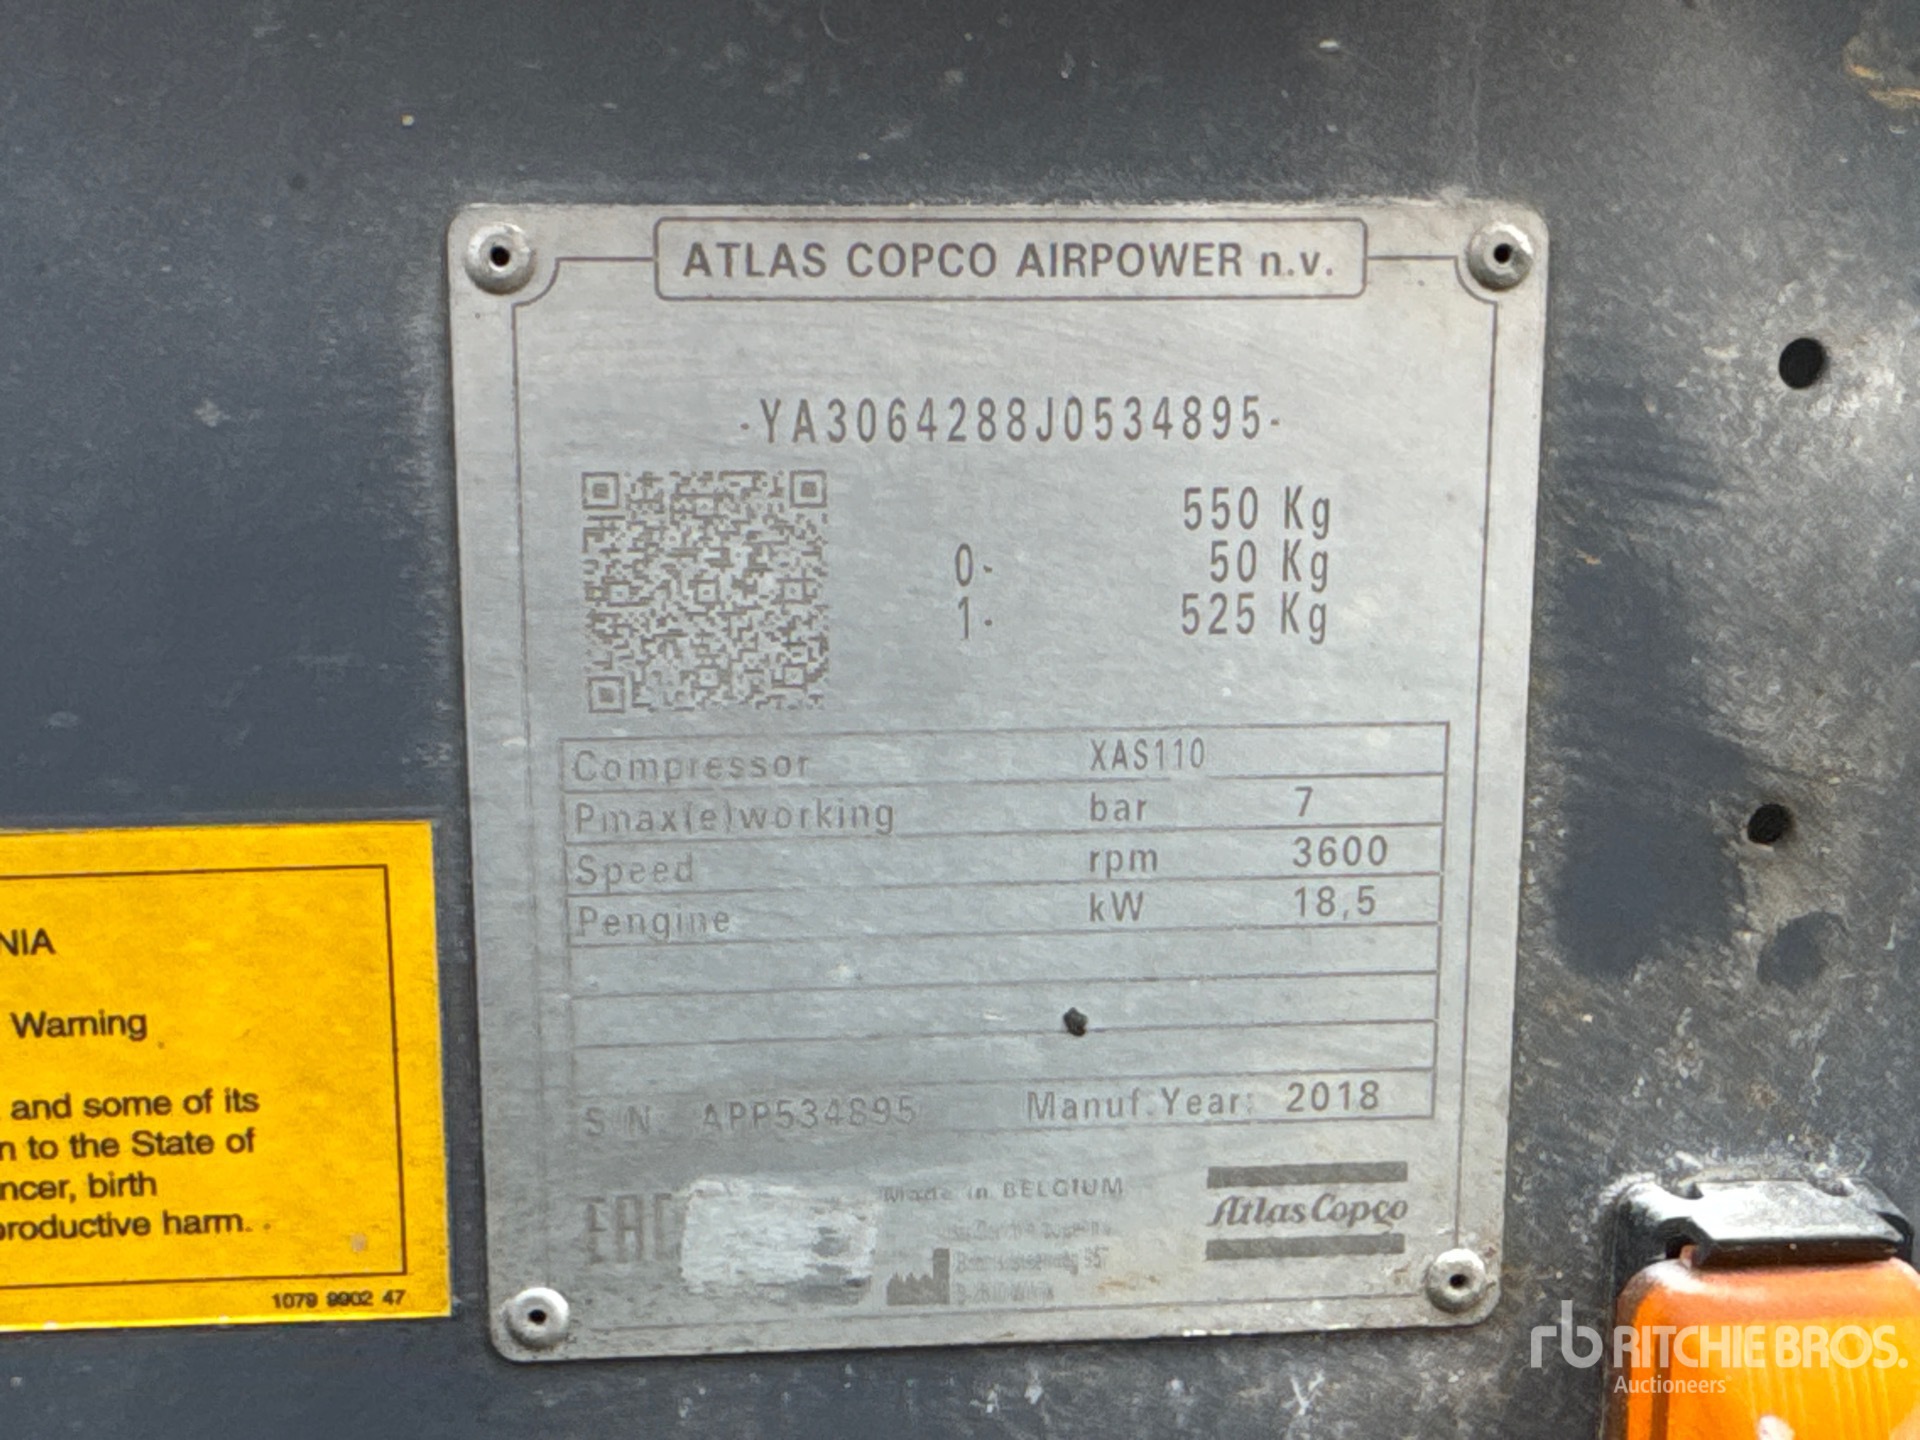 ATLAS COPCO AIRPOWER n.v.
-YA3064288J0534895-
550 Kg
0- 50 Kg
1- 525 Kg
Compressor XAS110
Pmax(e)working bar 7
Speed rpm 3600
Pengine kW 18,5
S N APP534895 Manuf.Year: 2018
EAC
Made in BELGIUM
Atlas Copco
NIA
Warning
and some of its
n to the State of
ncer, birth
productive harm.
1079 9902 47
rb RITCHIE BROS.
Auctioneers